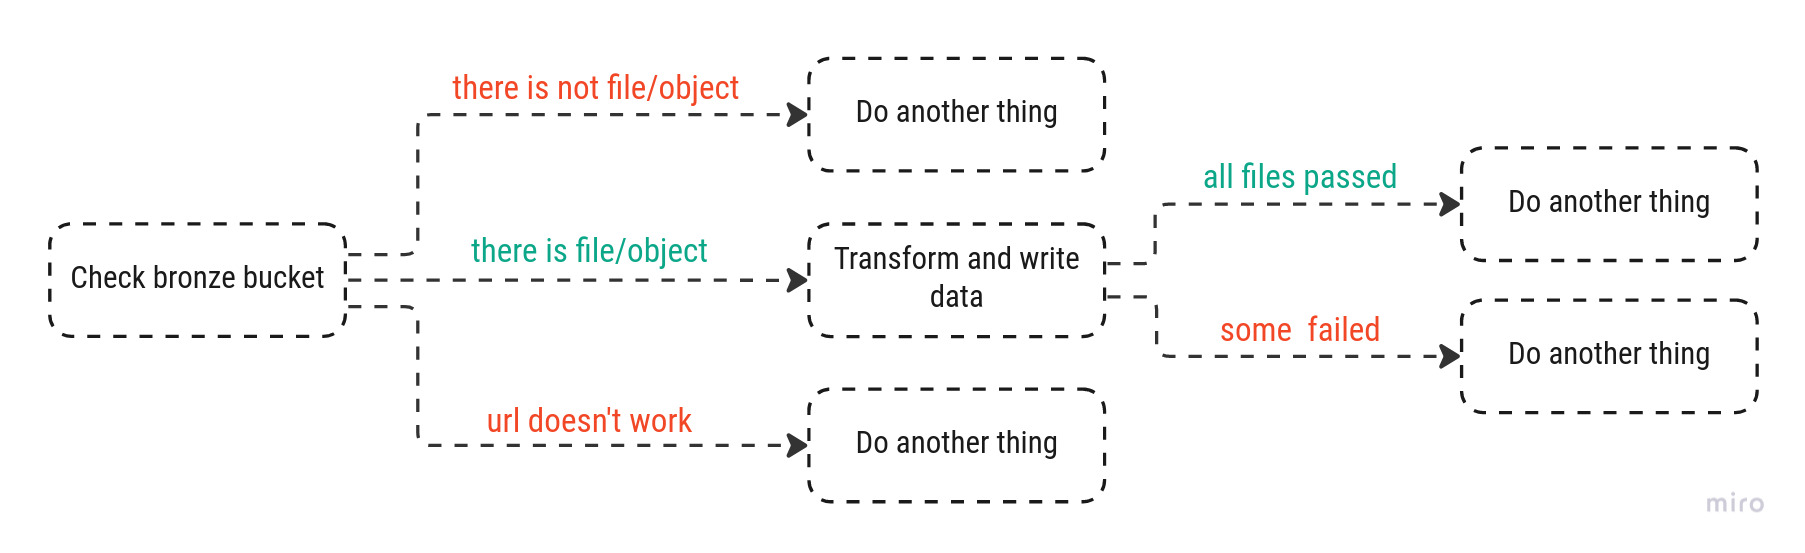 there is not file/object
Do another thing
all files passed
Do another thing
Check bronze bucket
there is file/object
Transform and write
data
some failed
Do another thing
url doesn't work
Do another thing
miro